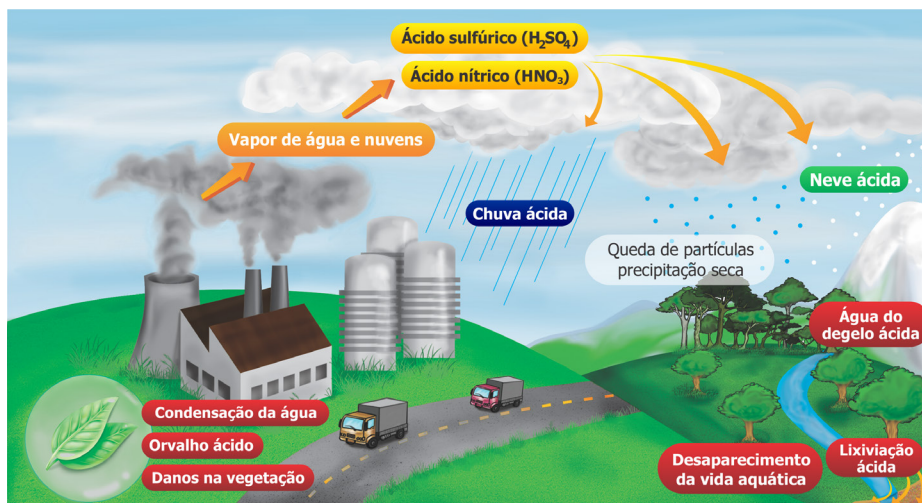 Ácido sulfúrico (H₂SO₄)
Ácido nítrico (HNO₃)
Vapor de água e nuvens
Neve ácida
Chuva ácida
Queda de partículas
precipitação seca
Água do
degelo ácida
Condensação da água
Orvalho ácido
Danos na vegetação
Desaparecimento
da vida aquática
Lixiviação
ácida